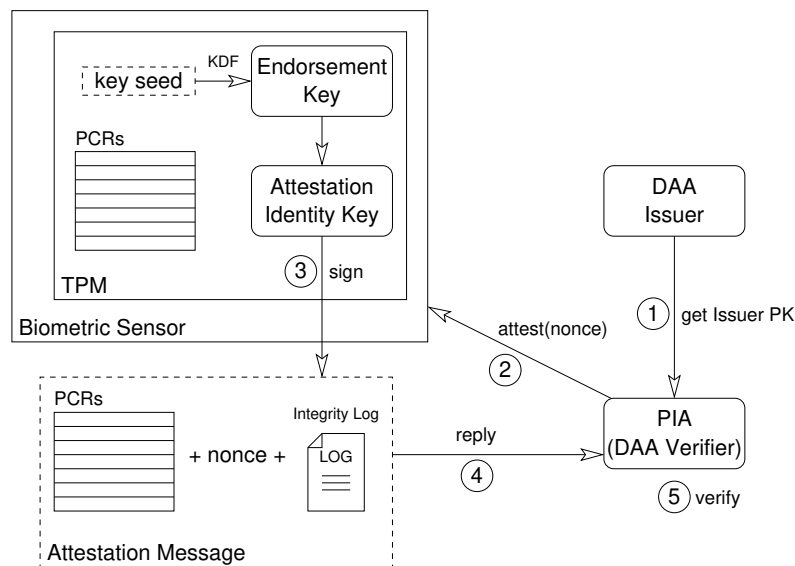 key seed
KDF
Endorsement
Key
PCRs
Attestation
Identity Key
3 sign
TPM
Biometric Sensor
DAA
Issuer
1 get Issuer PK
attest(nonce)
2
PCRs
+ nonce +
Integrity Log
LOG
Attestation Message
reply
4
PIA
(DAA Verifier)
5 verify